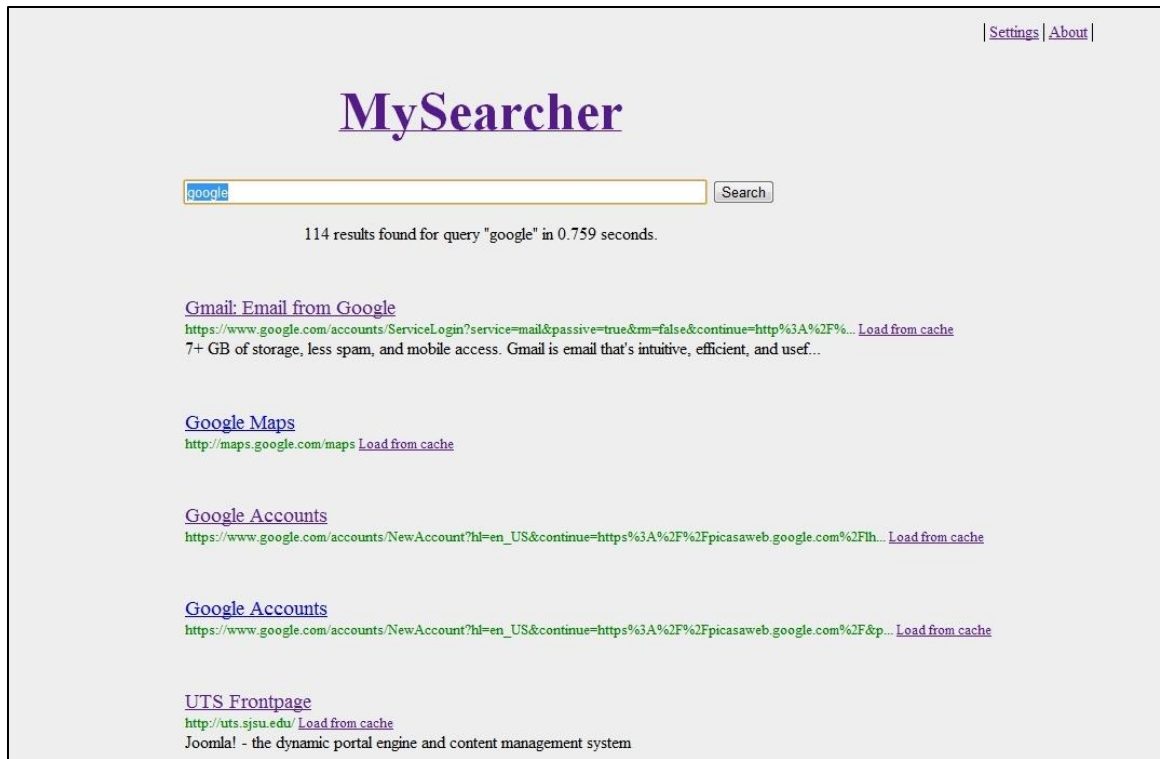 |Settings|About|
MySearcher
google Search
114 results found for query "google" in 0.759 seconds.
Gmail: Email from Google
https://www.google.com/accounts/ServiceLogin?service=mail&passive=true&rm=false&continue=http%3A%2F%... Load from cache
7+ GB of storage, less spam, and mobile access. Gmail is email that's intuitive, efficient, and usef...
Google Maps
http://maps.google.com/maps Load from cache
Google Accounts
https://www.google.com/accounts/NewAccount?hl=en_US&continue=https%3A%2F%2Fpicasaweb.google.com%2Flh... Load from cache
Google Accounts
https://www.google.com/accounts/NewAccount?hl=en_US&continue=https%3A%2F%2Fpicasaweb.google.com%2F&p... Load from cache
UTS Frontpage
http://uts.sjsu.edu/ Load from cache
Joomla! - the dynamic portal engine and content management system